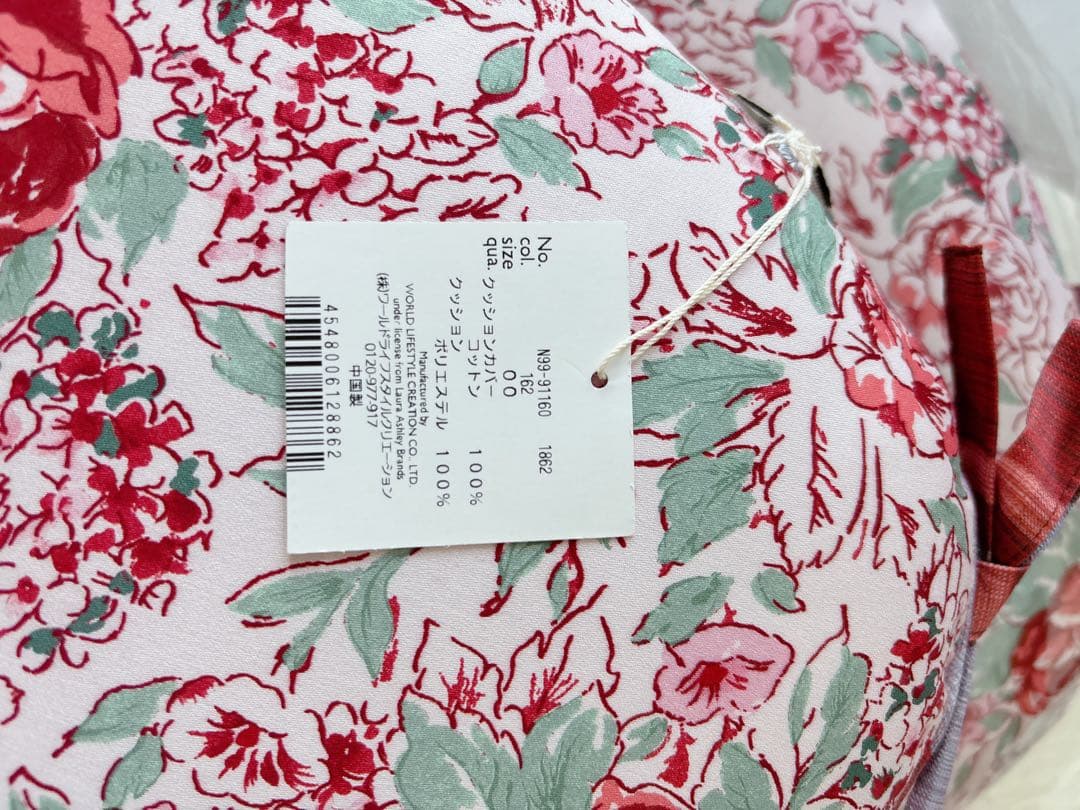 No. N99-91160 1862
col. 162
size 00
qua. クッションカバー
コットン 100%
クッション
ポリエステル 100%
Manufactured by
WORLD LIFESTYLE CREATION CO., LTD.
under license from Laura Ashley Brands
(株)ワールドライフスタイルクリエーション
0120-977-917
中国製
4548006128862